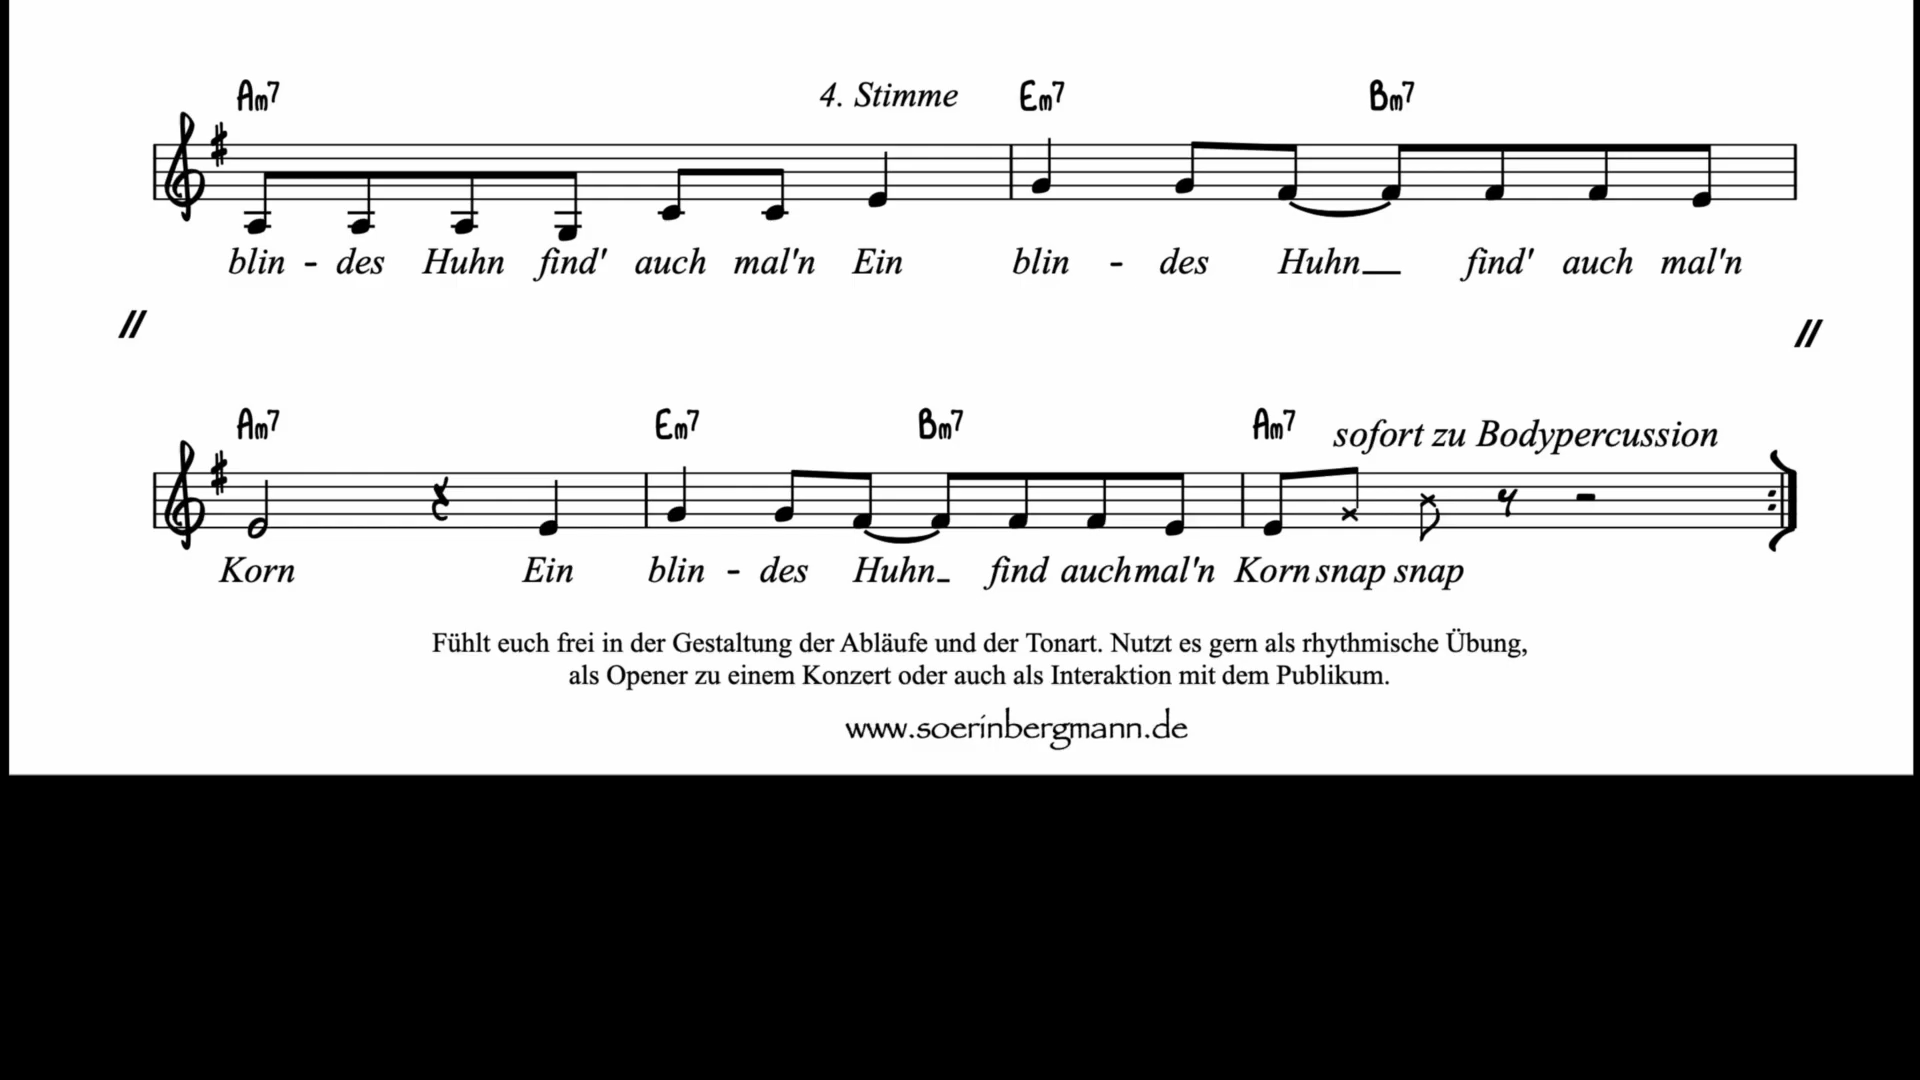 Am7 4. Stimme Em7 Bm7
blin - des Huhn find' auch mal'n Ein blin - des Huhn find' auch mal'n
Am7 Em7 Bm7 Am7 sofort zu Bodypercussion
Korn Ein blin - des Huhn find auch mal'n Korn snap snap
Fühlt euch frei in der Gestaltung der Abläufe und der Tonart. Nutzt es gern als rhythmische Übung,
als Opener zu einem Konzert oder auch als Interaktion mit dem Publikum.
www.soerinbergmann.de